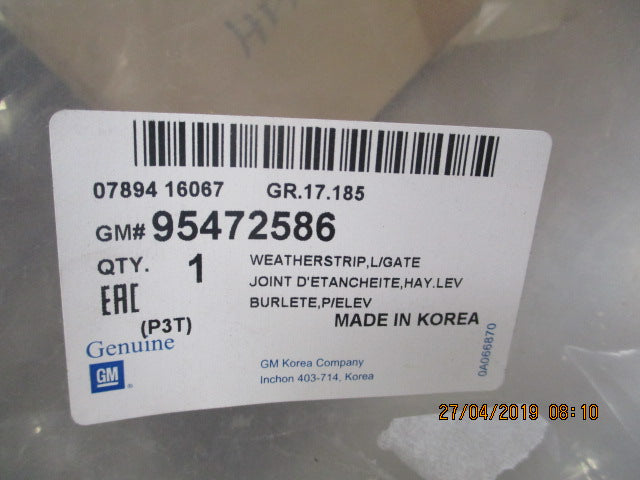 07894 16067 GR.17.185
GM# 95472586
QTY. 1
WEATHERSTRIP,L/GATE
JOINT D'ETANCHEITE,HAY.LEV
BURLETE,P/ELEV
EAC
(P3T)
MADE IN KOREA
Genuine
GM
®
GM Korea Company
Inchon 403-714, Korea
0A066870
27/04/2019 08:10